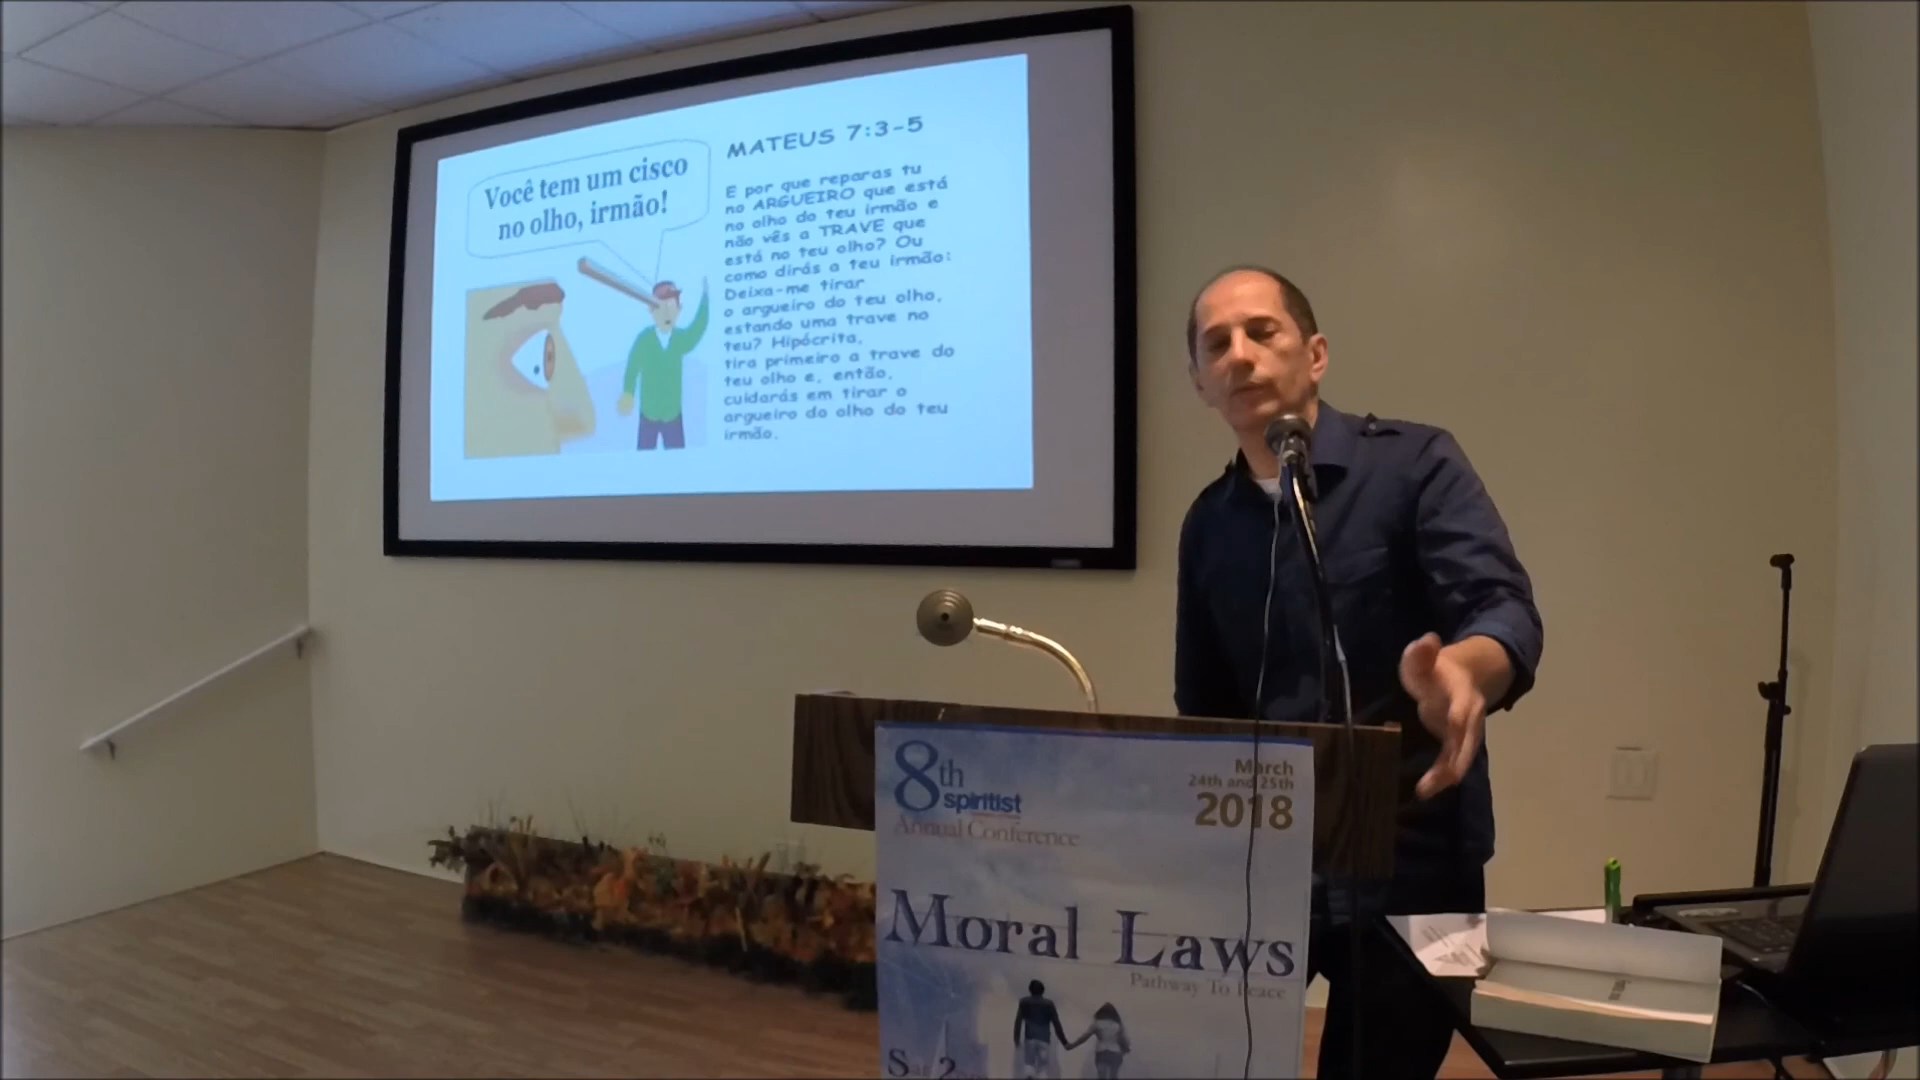 Você tem um cisco
no olho, irmão!
MATEUS 7:3-5
E por que reparas tu
no ARGUEIRO que está
no olho do teu irmão e
não vês a TRAVE que
está no teu olho? Ou
como dirás a teu irmão:
Deixa-me tirar
o argueiro do teu olho,
estando uma trave no
teu? Hipócrita,
tira primeiro a trave do
teu olho e, então,
cuidarás em tirar o
argueiro do olho do teu
irmão.
8th
spiritist
Annual Conference
March
24th and 25th
2018
Moral Laws
Pathway To Peace